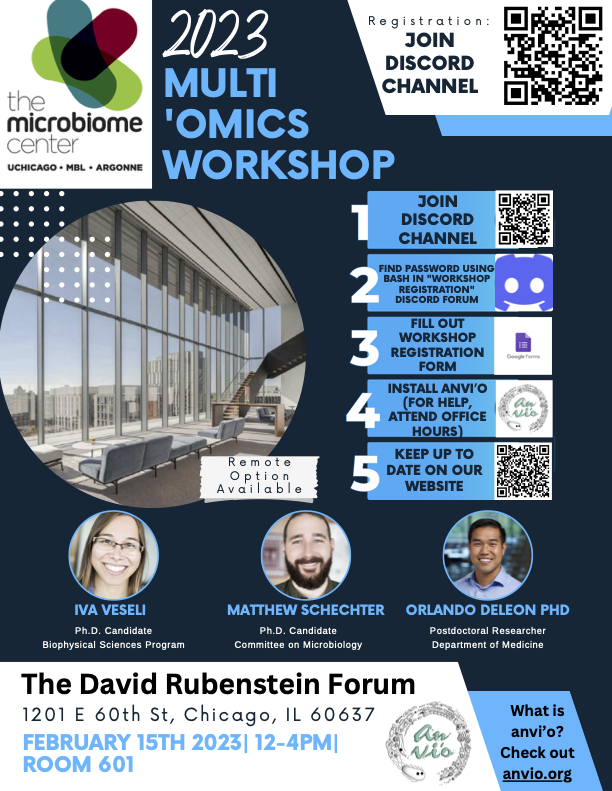 2023
MULTI
'OMICS
WORKSHOP
Registration:
JOIN
DISCORD
CHANNEL
the
microbiome
center
UCHICAGO • MBL • ARGONNE
1
JOIN
DISCORD
CHANNEL
2
FIND PASSWORD USING
BASH IN "WORKSHOP
REGISTRATION"
DISCORD FORUM
3
FILL OUT
WORKSHOP
REGISTRATION
FORM
Google Forms
4
INSTALL ANVI'O
(FOR HELP,
ATTEND OFFICE
HOURS)
An
vi'o
5
KEEP UP TO
DATE ON OUR
WEBSITE
Remote
Option
Available
IVA VESELI
Ph.D. Candidate
Biophysical Sciences Program
MATTHEW SCHECHTER
Ph.D. Candidate
Committee on Microbiology
ORLANDO DELEON PHD
Postdoctoral Researcher
Department of Medicine
The David Rubenstein Forum
1201 E 60th St, Chicago, IL 60637
FEBRUARY 15TH 2023| 12-4PM|
ROOM 601
An
vi'o
What is
anvi'o?
Check out
anvio.org